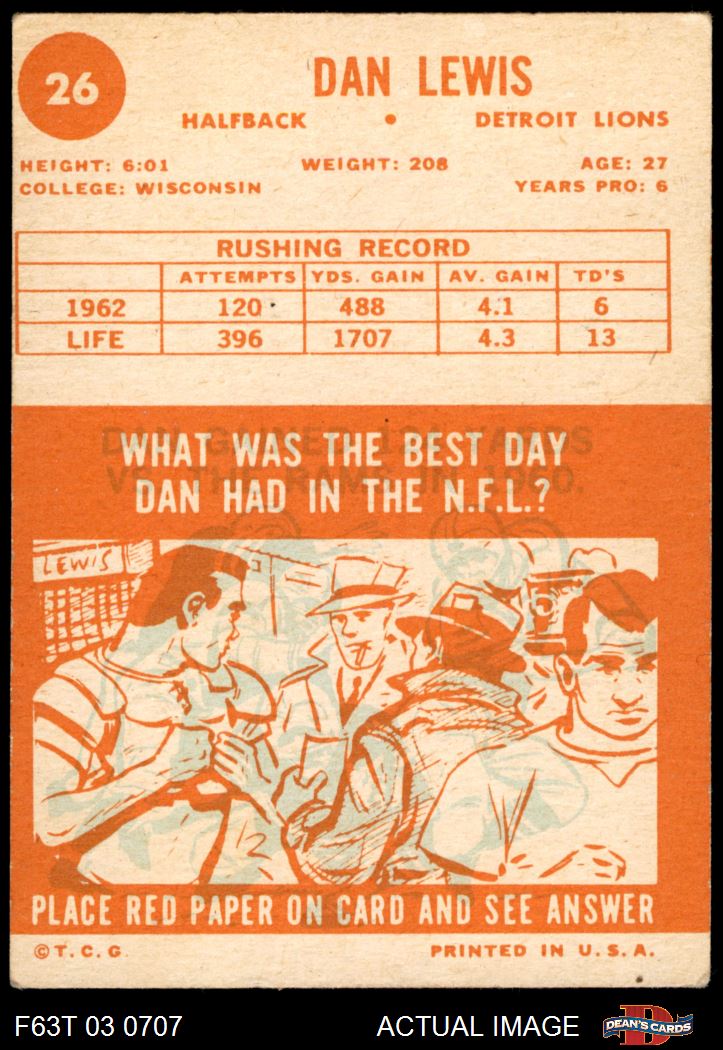 26
DAN LEWIS
HALFBACK • DETROIT LIONS
HEIGHT: 6:01 WEIGHT: 208 AGE: 27
COLLEGE: WISCONSIN YEARS PRO: 6
RUSHING RECORD
ATTEMPTS YDS. GAIN AV. GAIN TD'S
1962 120 488 4.1 6
LIFE 396 1707 4.3 13
WHAT WAS THE BEST DAY
DAN HAD IN THE N.F.L.?
LEWIS
PLACE RED PAPER ON CARD AND SEE ANSWER
© T. C. G. PRINTED IN U. S. A.
F63T 03 0707 ACTUAL IMAGE DEAN'S CARDS